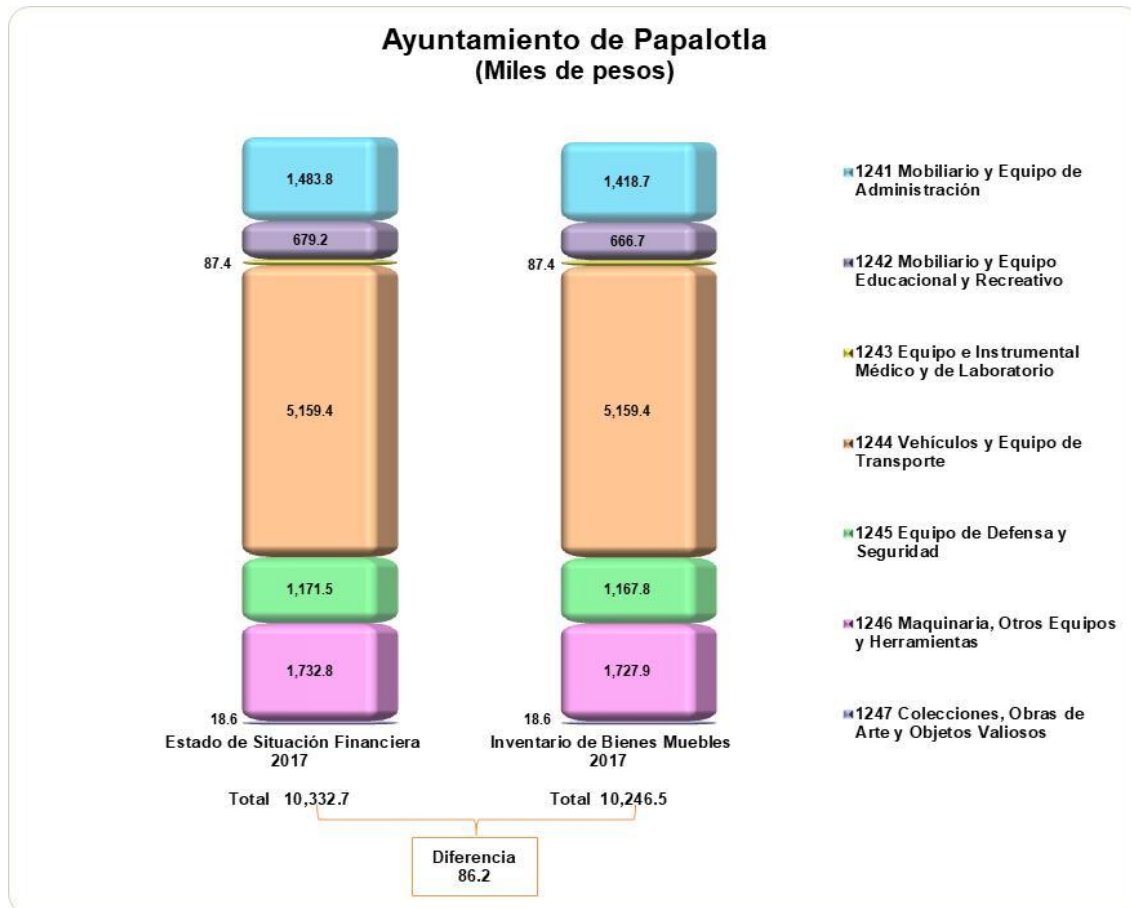 Ayuntamiento de Papalotla
(Miles de pesos)
1,483.8
679.2
87.4
5,159.4
1,171.5
1,732.8
18.6
Estado de Situación Financiera
2017
Total 10,332.7
1,418.7
666.7
87.4
5,159.4
1,167.8
1,727.9
18.6
Inventario de Bienes Muebles
2017
Total 10,246.5
Diferencia
86.2
1241 Mobiliario y Equipo de
Administración
1242 Mobiliario y Equipo
Educacional y Recreativo
1243 Equipo e Instrumental
Médico y de Laboratorio
1244 Vehículos y Equipo de
Transporte
1245 Equipo de Defensa y
Seguridad
1246 Maquinaria, Otros Equipos
y Herramientas
1247 Colecciones, Obras de
Arte y Objetos Valiosos